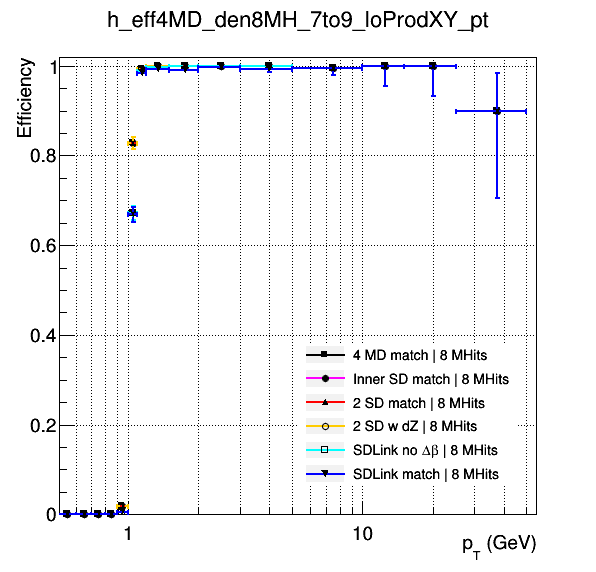 h_eff4MD_den8MH_7to9_loProdXY_pt
Efficiency
1
0.8
0.6
0.4
0.2
0
4 MD match | 8 MHits
Inner SD match | 8 MHits
2 SD match | 8 MHits
2 SD w dZ | 8 MHits
SDLink no Δβ | 8 MHits
SDLink match | 8 MHits
1 10
p_T (GeV)